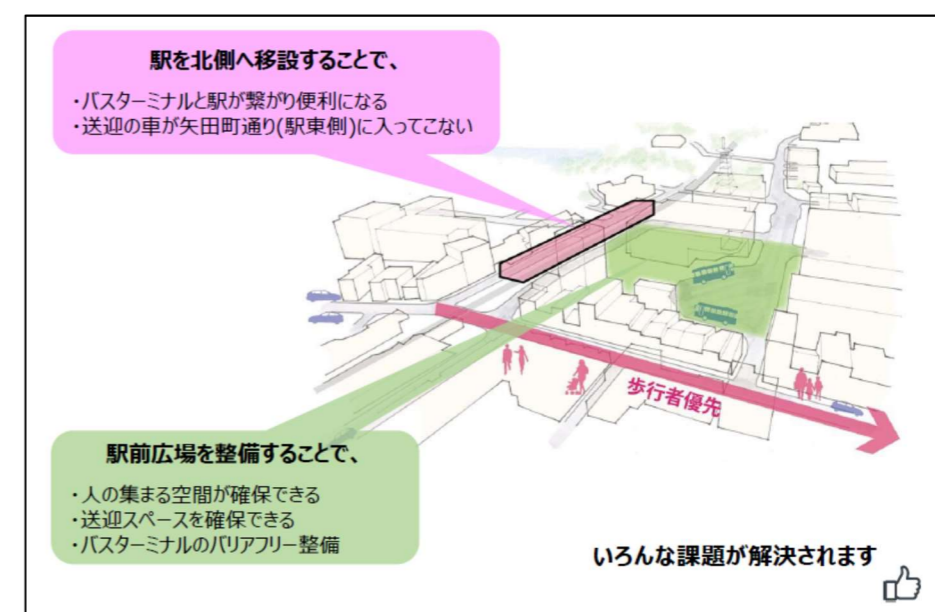 駅を北側へ移設することで、
・バスターミナルと駅が繋がり便利になる
・送迎の車が矢田町通り(駅東側)に入ってこない
歩行者優先
駅前広場を整備することで、
・人の集まる空間が確保できる
・送迎スペースを確保できる
・バスターミナルのバリアフリー整備
いろんな課題が解決されます